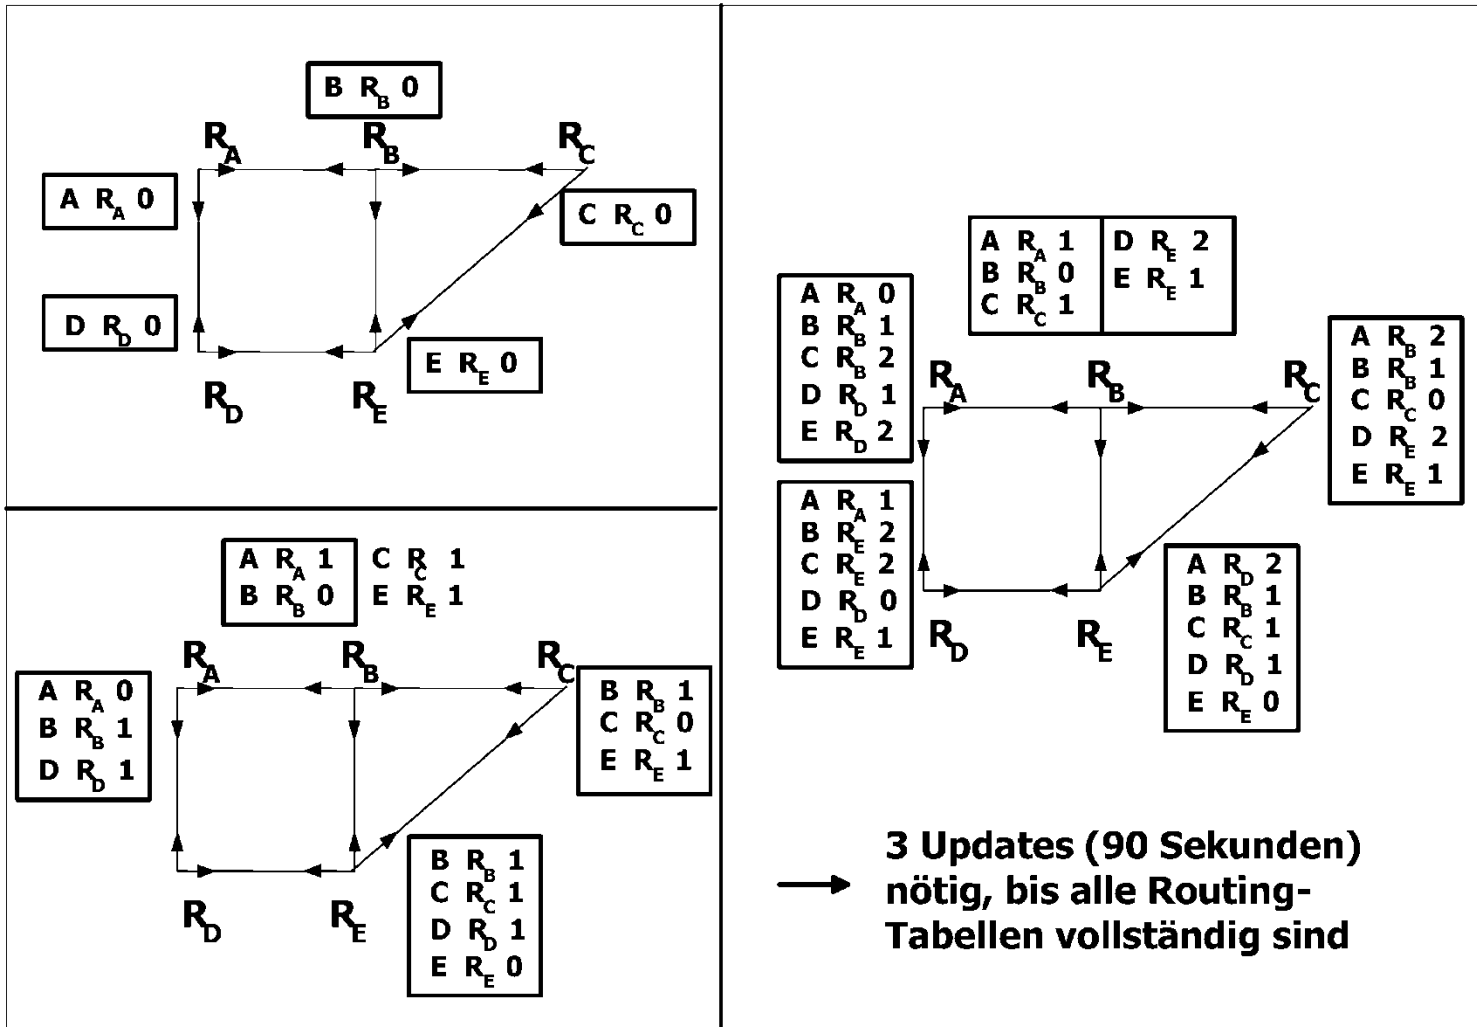 B R_B 0
R_A R_B R_C
A R_A 0
C R_C 0
D R_D 0
E R_E 0
R_D R_E
A R_A 1 C R_C 1
B R_B 0 E R_E 1
R_A R_B R_C
A R_A 0
B R_B 1
D R_D 1
B R_B 1
C R_C 0
E R_E 1
B R_B 1
C R_C 1
D R_D 1
E R_E 0
R_D R_E
A R_A 1 D R_E 2
B R_B 0 E R_E 1
C R_C 1
A R_A 0
B R_B 1
C R_B 2
D R_D 1
E R_D 2
R_A R_B R_C
A R_B 2
B R_B 1
C R_C 0
D R_E 2
E R_E 1
A R_A 1
B R_E 2
C R_E 2
D R_D 0
E R_E 1
R_D R_E
A R_D 2
B R_B 1
C R_C 1
D R_D 1
E R_E 0
3 Updates (90 Sekunden)
nötig, bis alle Routing-
Tabellen vollständig sind